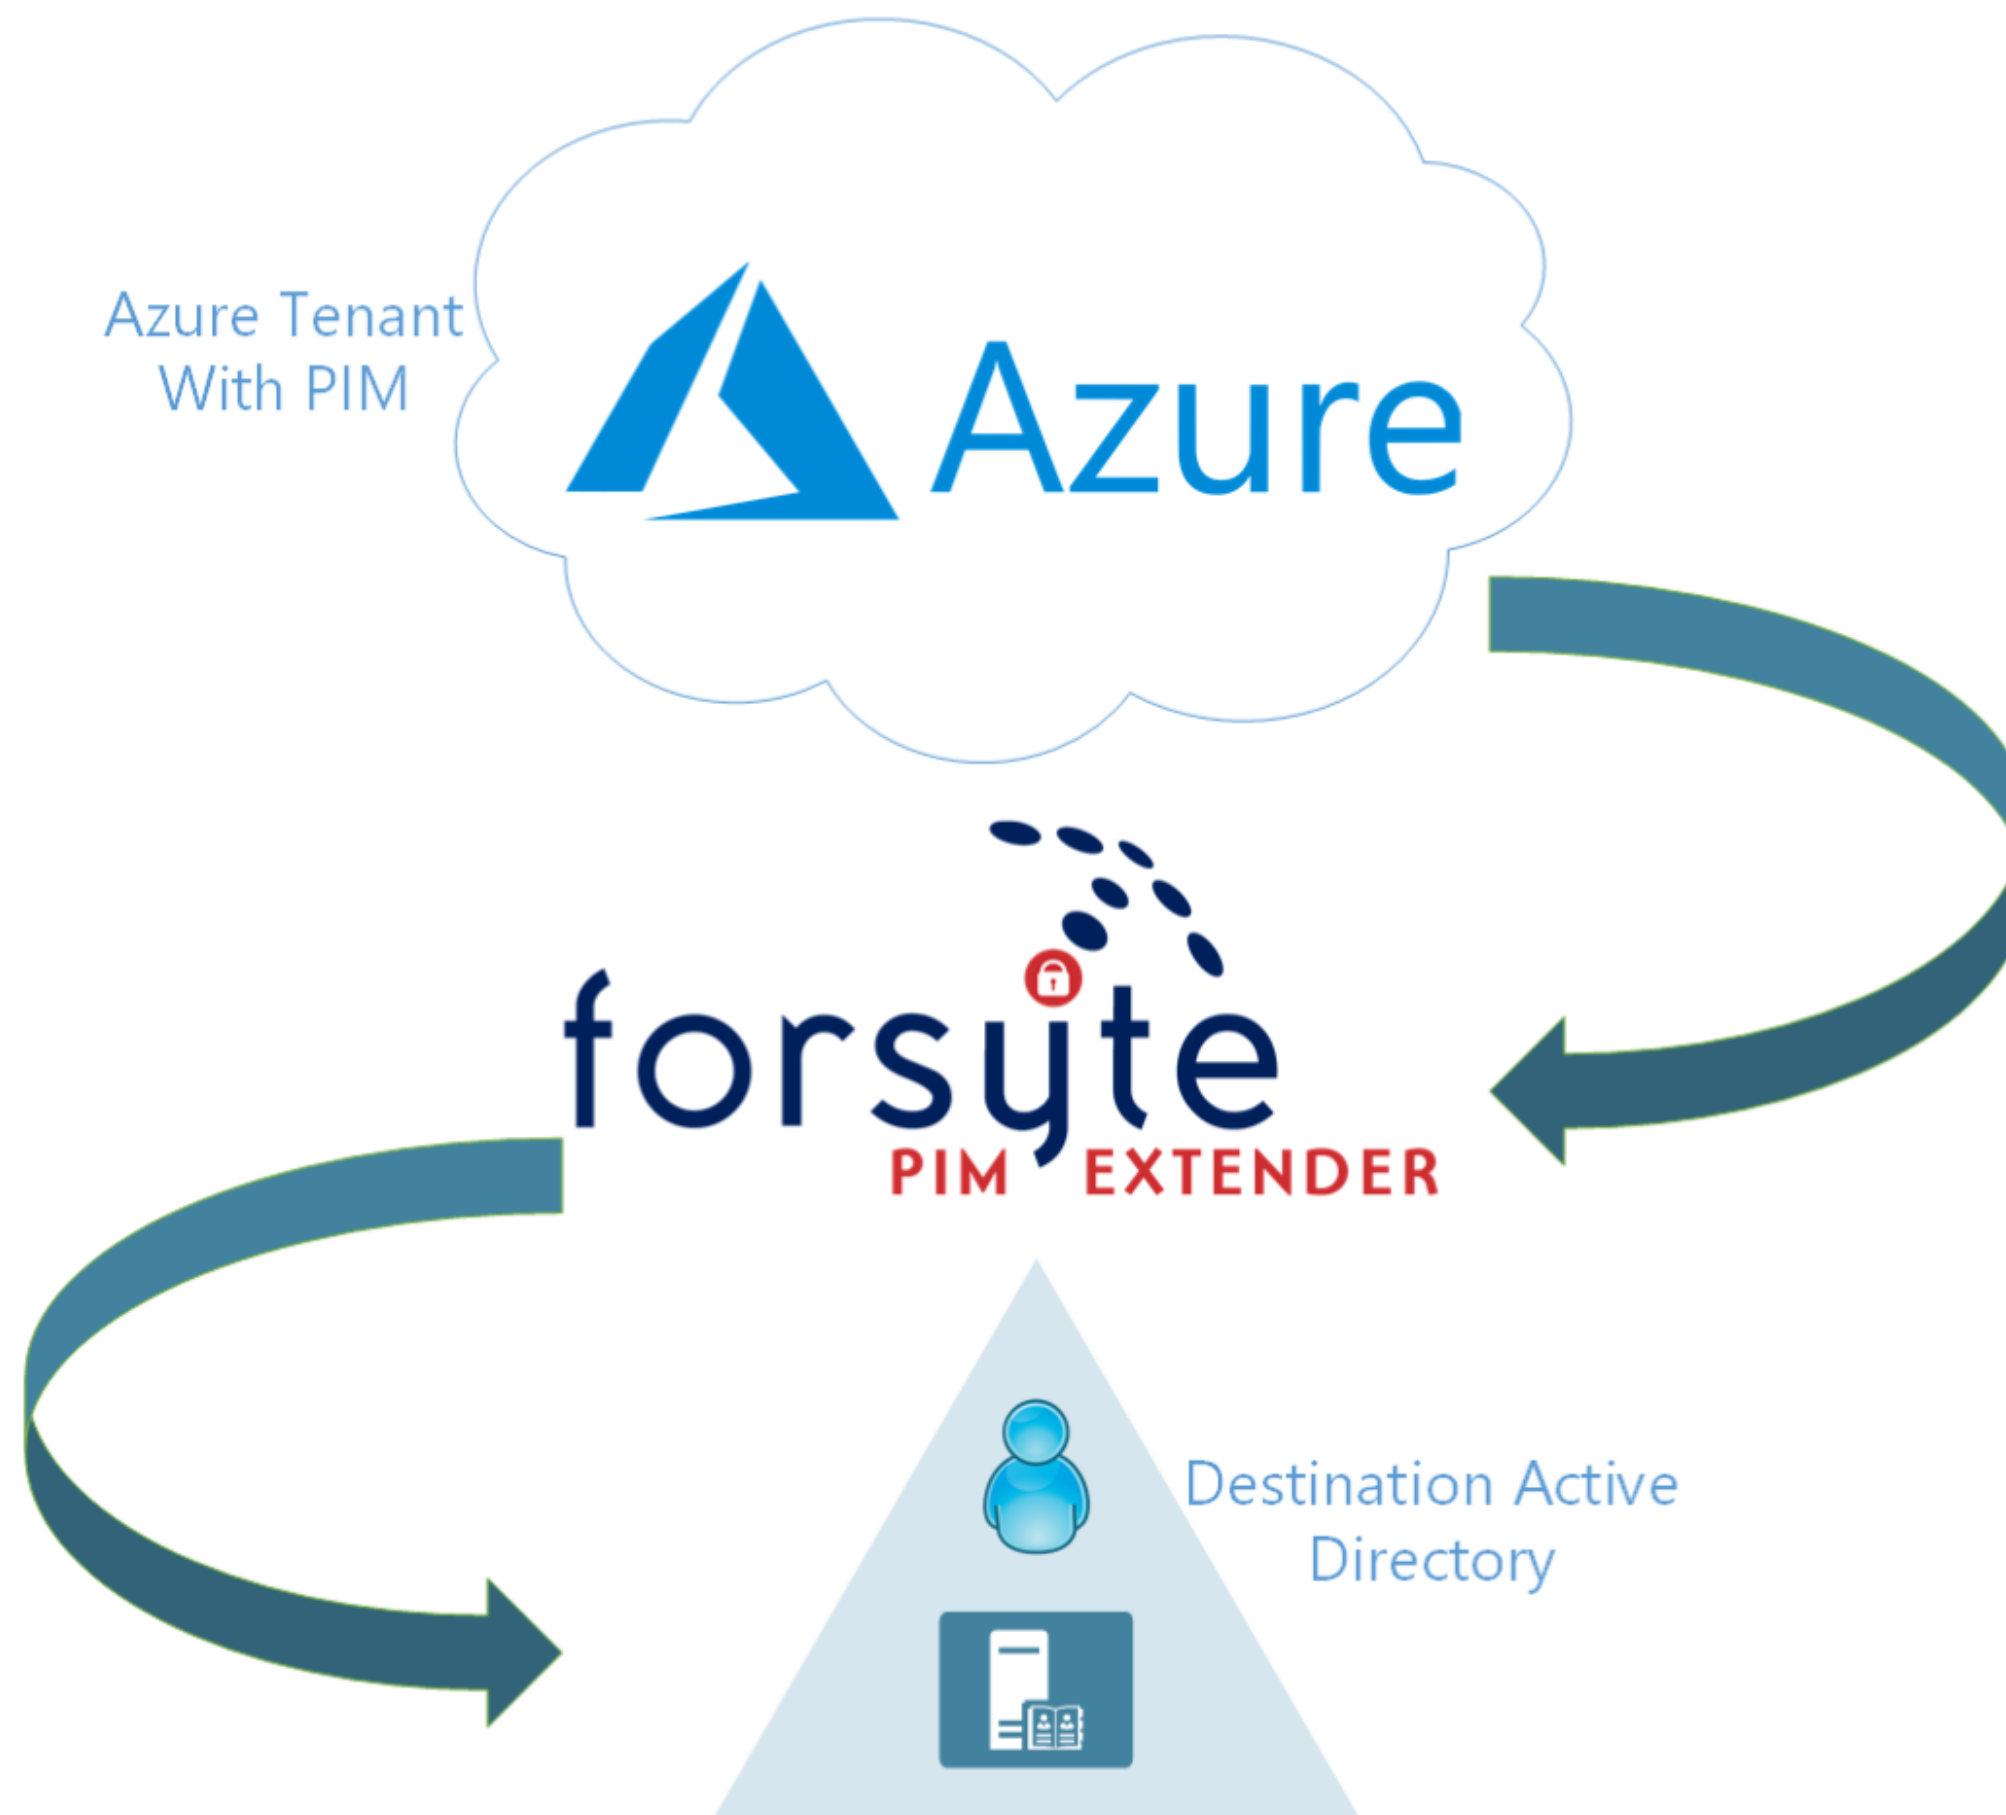 Azure Tenant
With PIM
Azure
forsyte
PIM EXTENDER
Destination Active
Directory